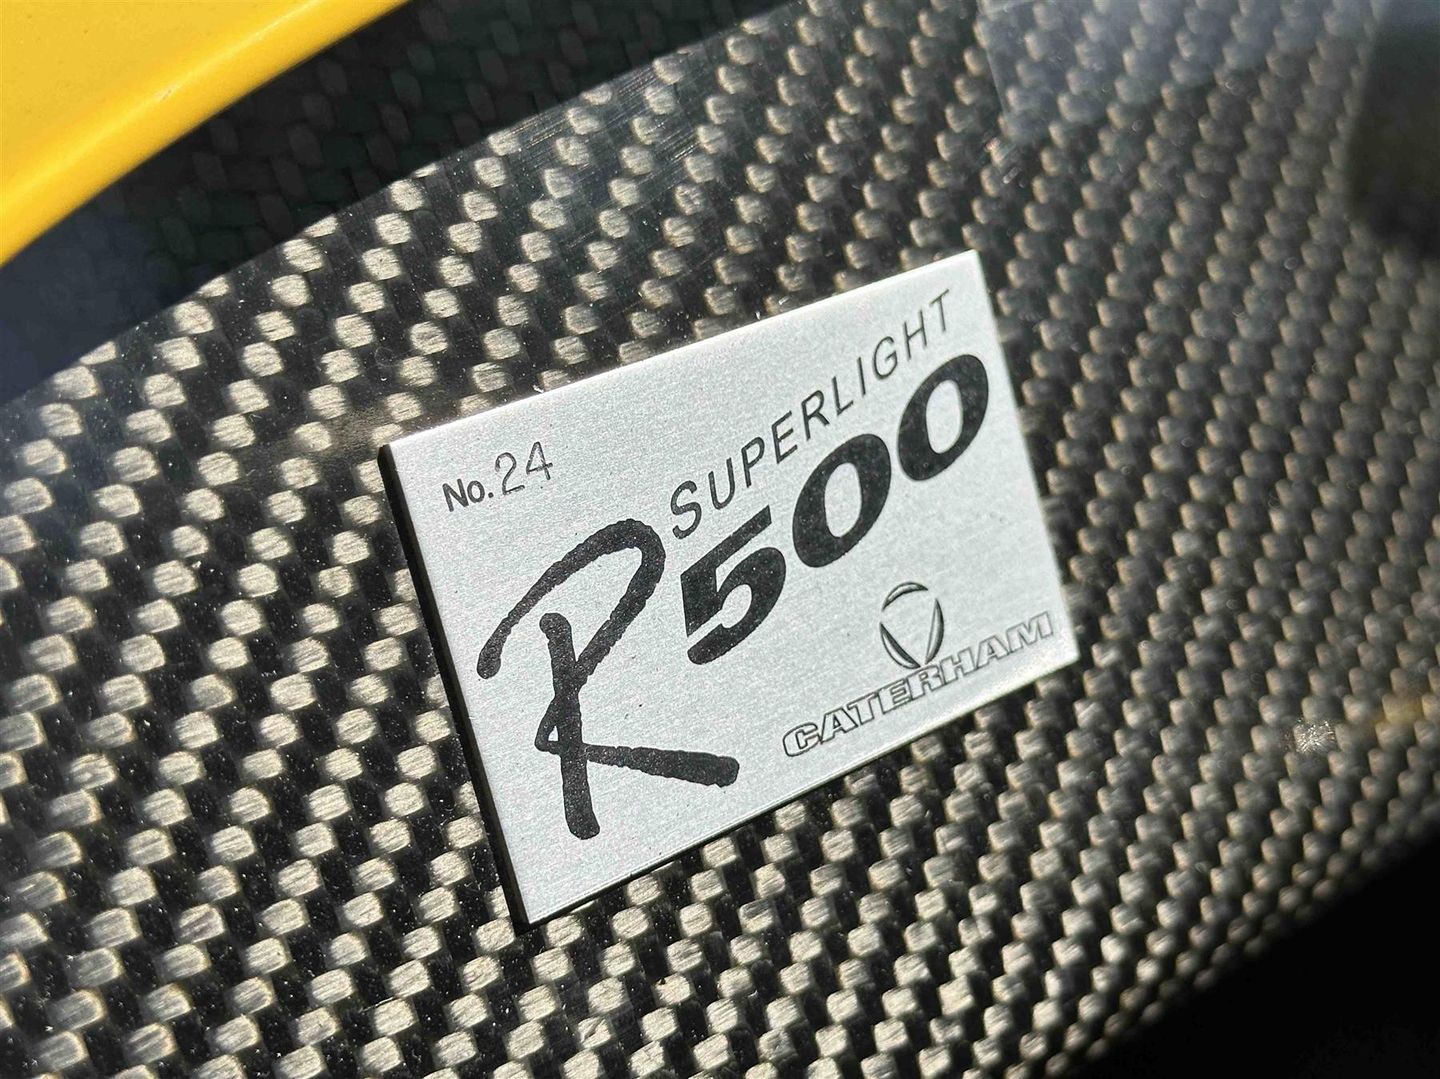 No. 24
SUPERLIGHT
R500
CATERHAM